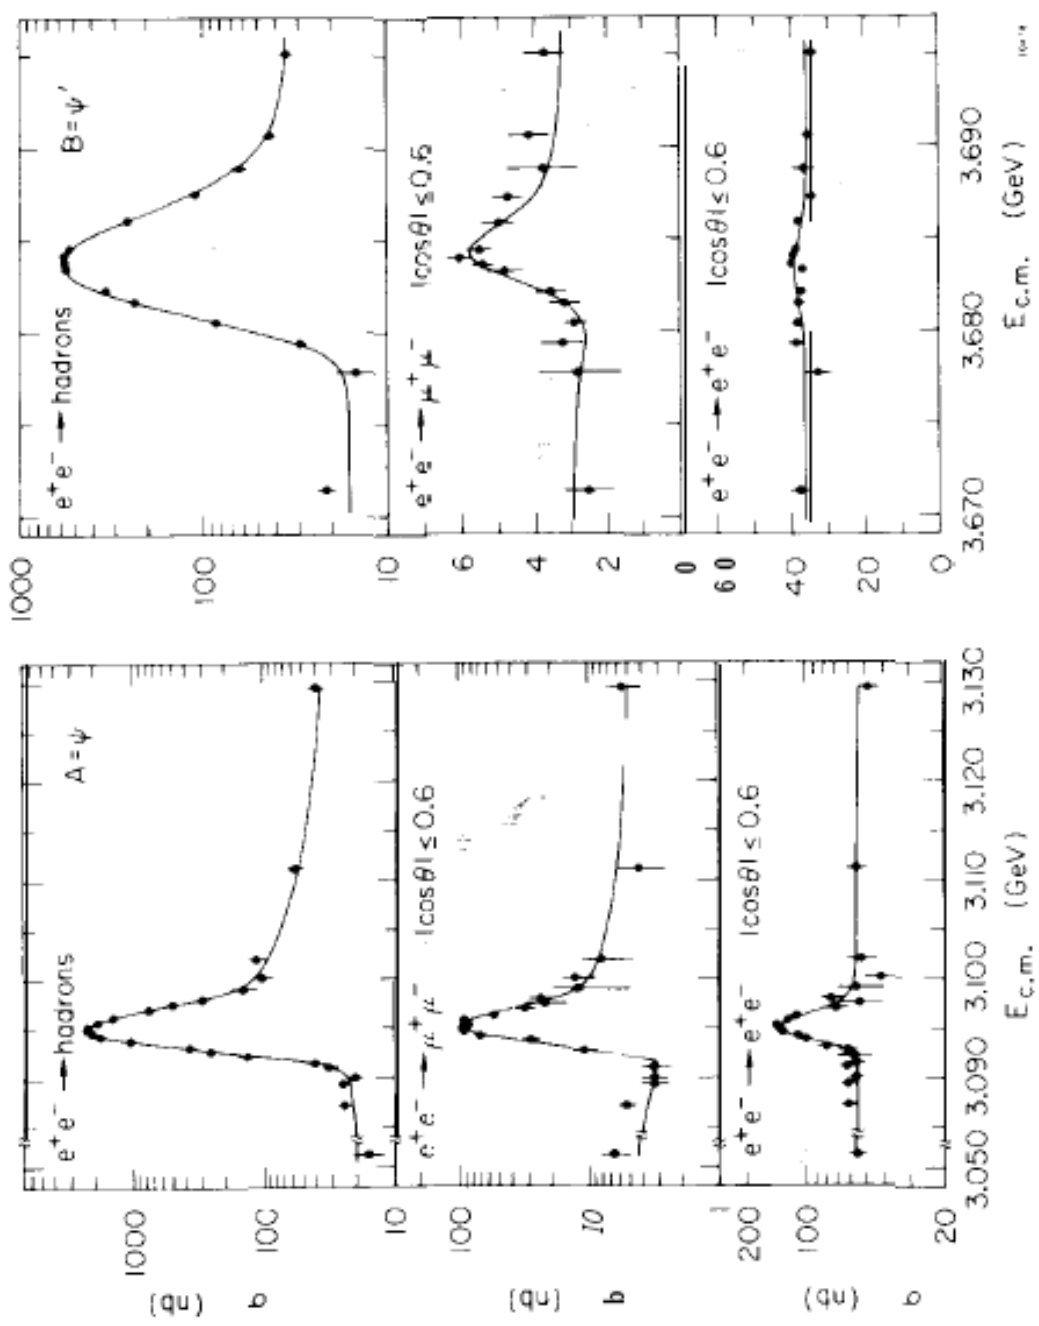 A=ψ
e⁺e⁻ → hadrons
1000
100
10
σ (nb)
e⁺e⁻ → μ⁺μ⁻ |cosθ| ≤ 0.6
100
10
1
σ (nb)
e⁺e⁻ → e⁺e⁻ |cosθ| ≤ 0.6
200
100
20
σ (nb)
3.050 3.090 3.100 3.110 3.120 3.130
E c.m. (GeV)
B=ψ′
e⁺e⁻ → hadrons
1000
100
10
e⁺e⁻ → μ⁺μ⁻ |cosθ| ≤ 0.6
6
4
2
0
e⁺e⁻ → e⁺e⁻ |cosθ| ≤ 0.6
60
40
20
0
3.670 3.680 3.690
E c.m. (GeV)